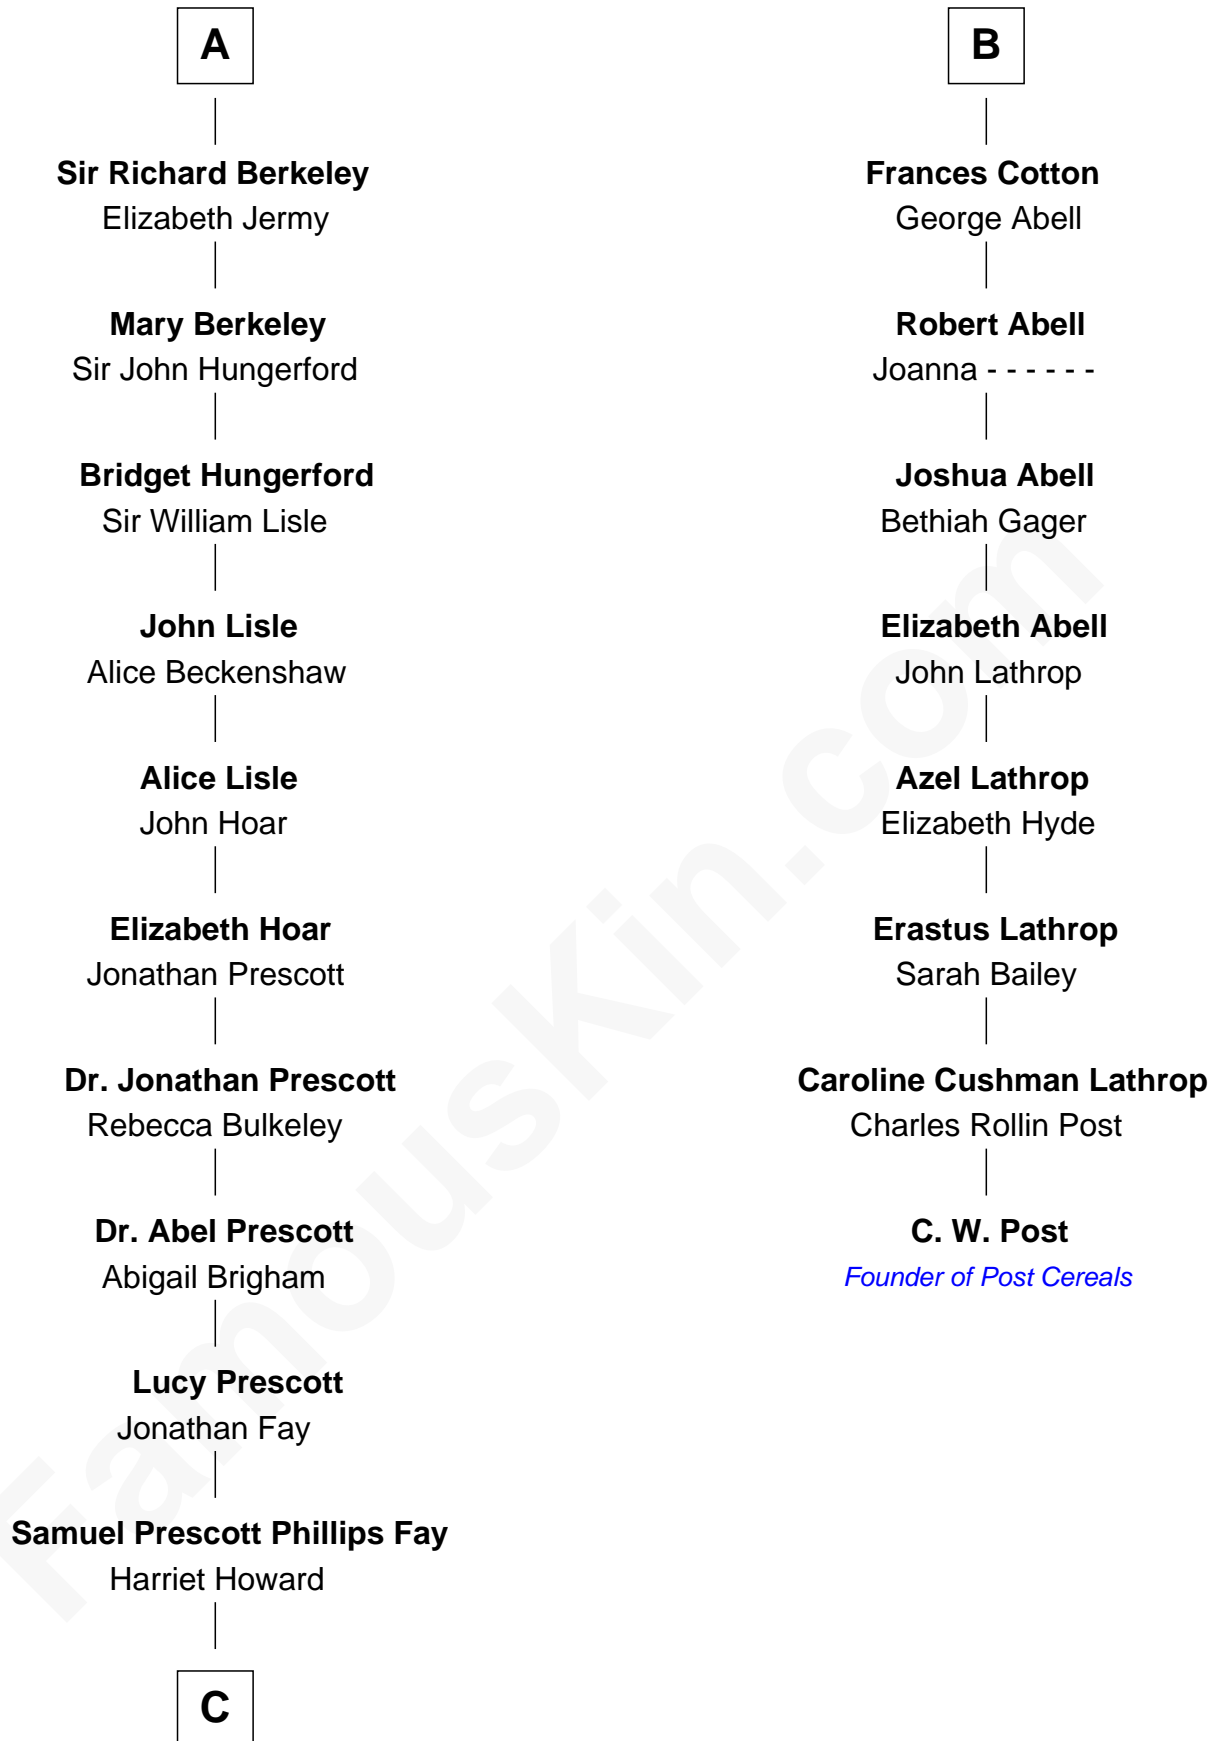 A
Sir Richard Berkeley
Elizabeth Jermy
Mary Berkeley
Sir John Hungerford
Bridget Hungerford
Sir William Lisle
John Lisle
Alice Beckenshaw
Alice Lisle
John Hoar
Elizabeth Hoar
Jonathan Prescott
Dr. Jonathan Prescott
Rebecca Bulkeley
Dr. Abel Prescott
Abigail Brigham
Lucy Prescott
Jonathan Fay
Samuel Prescott Phillips Fay
Harriet Howard
C
B
Frances Cotton
George Abell
Robert Abell
Joanna - - - - - -
Joshua Abell
Bethiah Gager
Elizabeth Abell
John Lathrop
Azel Lathrop
Elizabeth Hyde
Erastus Lathrop
Sarah Bailey
Caroline Cushman Lathrop
Charles Rollin Post
C. W. Post
Founder of Post Cereals
FamousKin.com